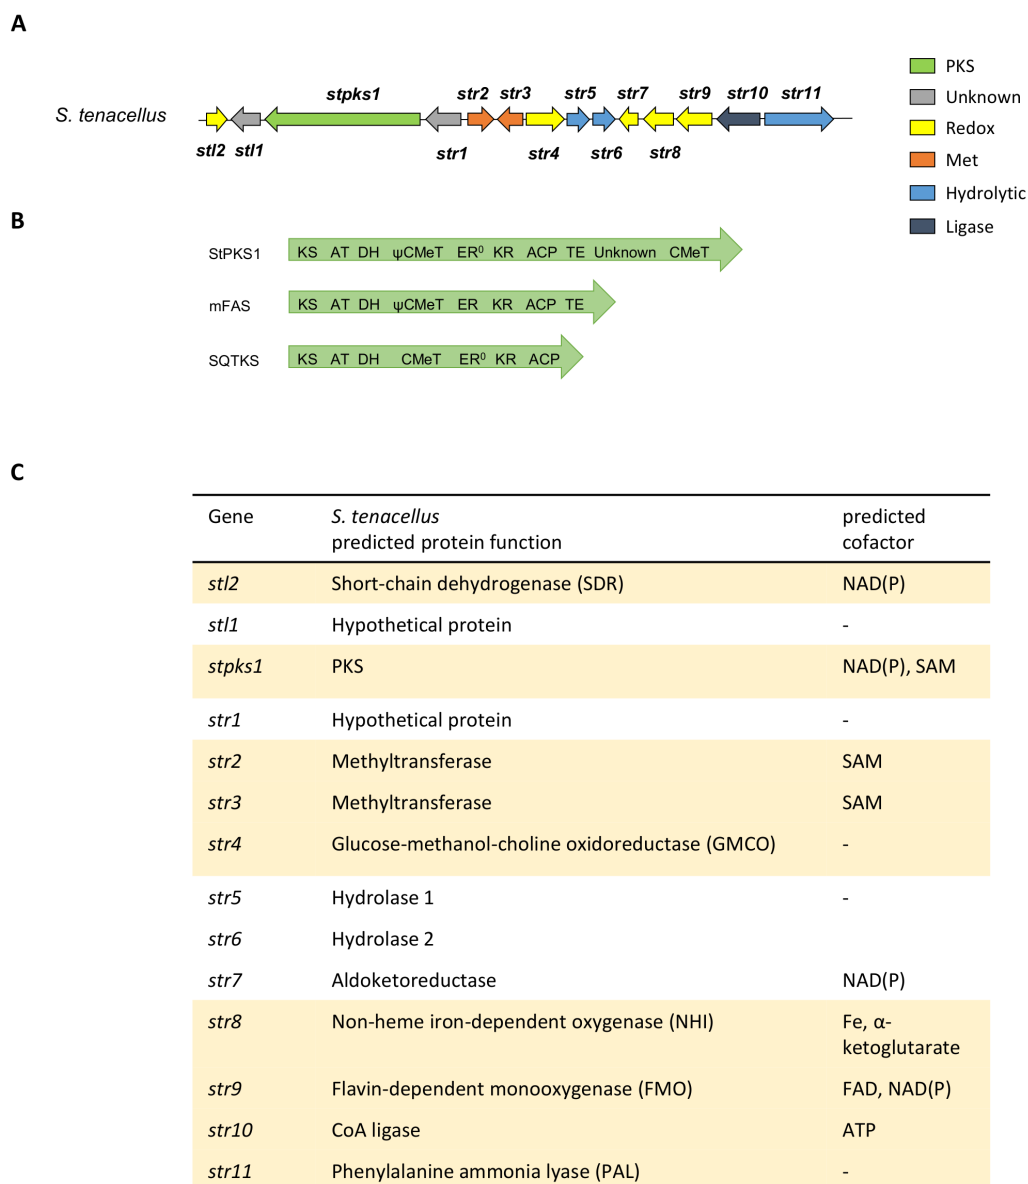 A
S. tenacellus
stpks1
str2 str3 str5 str7 str9 str10 str11
stl2 stl1 str1 str4 str6 str8
PKS
Unknown
Redox
Met
Hydrolytic
Ligase
B
StPKS1 KS AT DH ψCMeT ER⁰ KR ACP TE Unknown CMeT
mFAS KS AT DH ψCMeT ER KR ACP TE
SQTKS KS AT DH CMeT ER⁰ KR ACP
C
Gene S. tenacellus predicted
predicted protein function cofactor
stl2 Short-chain dehydrogenase (SDR) NAD(P)
stl1 Hypothetical protein -
stpks1 PKS NAD(P), SAM
str1 Hypothetical protein -
str2 Methyltransferase SAM
str3 Methyltransferase SAM
str4 Glucose-methanol-choline oxidoreductase (GMCO) -
str5 Hydrolase 1 -
str6 Hydrolase 2
str7 Aldoketoreductase NAD(P)
str8 Non-heme iron-dependent oxygenase (NHI) Fe, α-
ketoglutarate
str9 Flavin-dependent monooxygenase (FMO) FAD, NAD(P)
str10 CoA ligase ATP
str11 Phenylalanine ammonia lyase (PAL) -